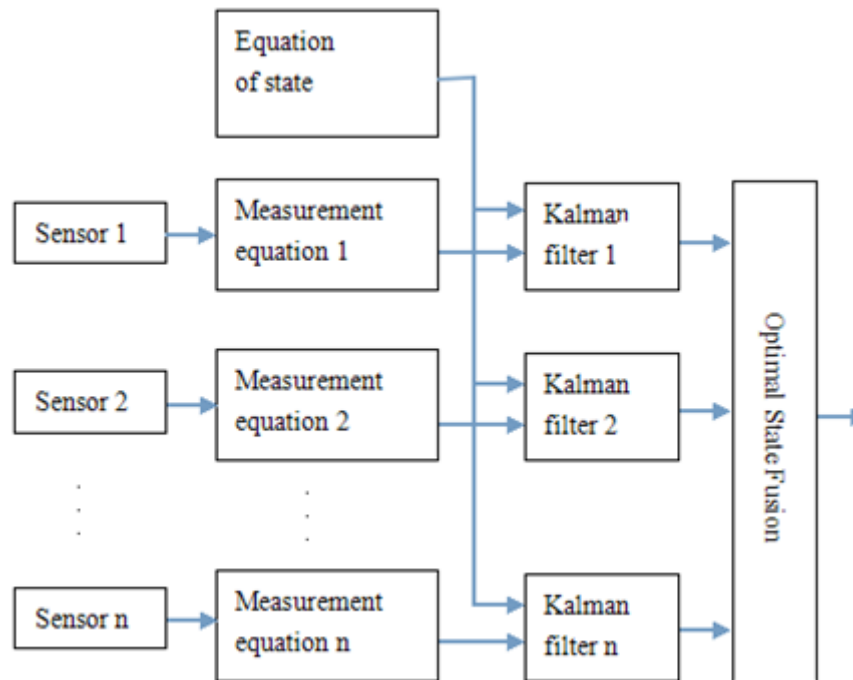 Equation
of state
Sensor 1
Measurement
equation 1
Kalman
filter 1
Sensor 2
Measurement
equation 2
Kalman
filter 2
Sensor n
Measurement
equation n
Kalman
filter n
Optimal State Fusion